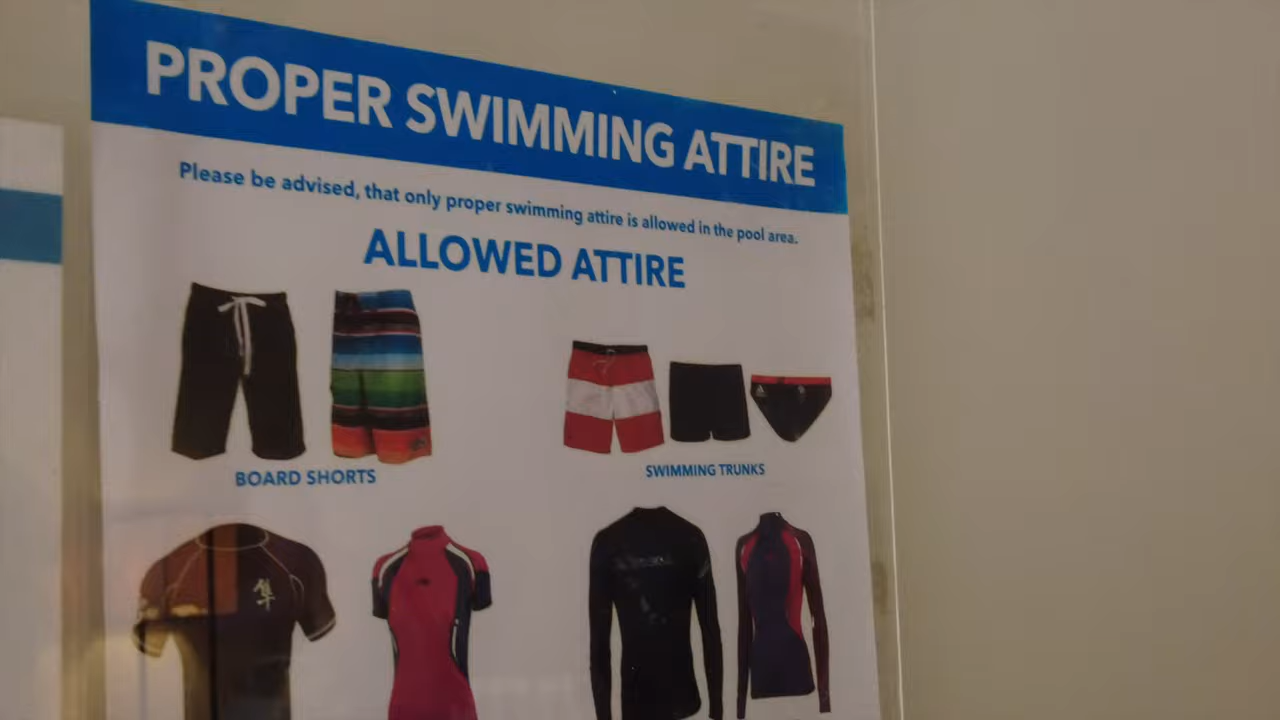 PROPER SWIMMING ATTIRE
Please be advised, that only proper swimming attire is allowed in the pool area.
ALLOWED ATTIRE
BOARD SHORTS
SWIMMING TRUNKS
隼